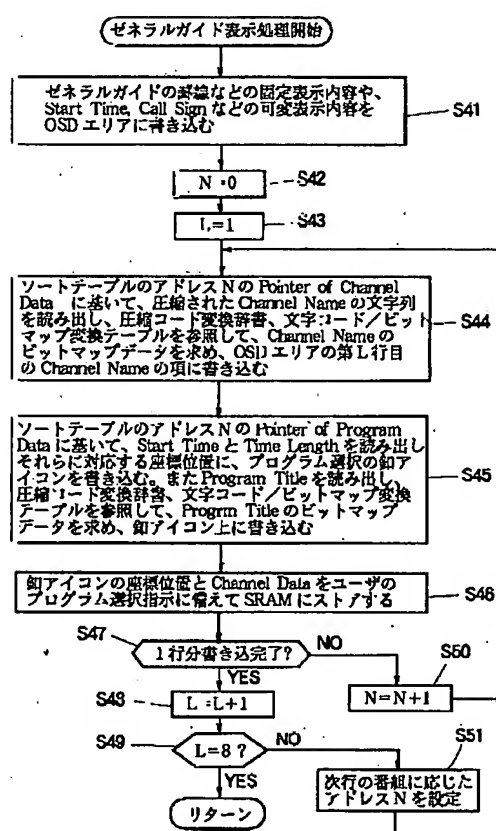 ゼネラルガイド表示処理開始
ゼネラルガイドの罫線などの固定表示内容や、
Start Time, Call Sign などの可変表示内容を
OSD エリアに書き込む
S41
N=0
S42
L=1
S43
ソートテーブルのアドレス N の Pointer of Channel
Data に基いて、圧縮された Channel Name の文字列
を読み出し、圧縮コード変換辞書、文字コード/ビット
マップ変換テーブルを参照して、Channel Name の
ビットマップデータを求め、OSD エリアの第 L 行目
の Channel Name の項に書き込む
S44
ソートテーブルのアドレス N の Pointer of Program
Data に基いて、Start Time と Time Length を読み出し
それらに対応する座標位置に、プログラム選択の釦ア
イコンを書き込む。また Program Title を読み出し、
圧縮コード変換辞書、文字コード/ビットマップ変換
テーブルを参照して、Progrm Title のビットマップ
データを求め、釦アイコン上に書き込む
S45
釦アイコンの座標位置と Channel Data をユーザの
プログラム選択指示に備えて SRAM にストアする
S46
S47
1行分書き込完了?
NO
YES
S50
N=N+1
S48
L=L+1
S49
L=8 ?
NO
YES
S51
次行の番組に応じた
アドレス N を設定
リターン